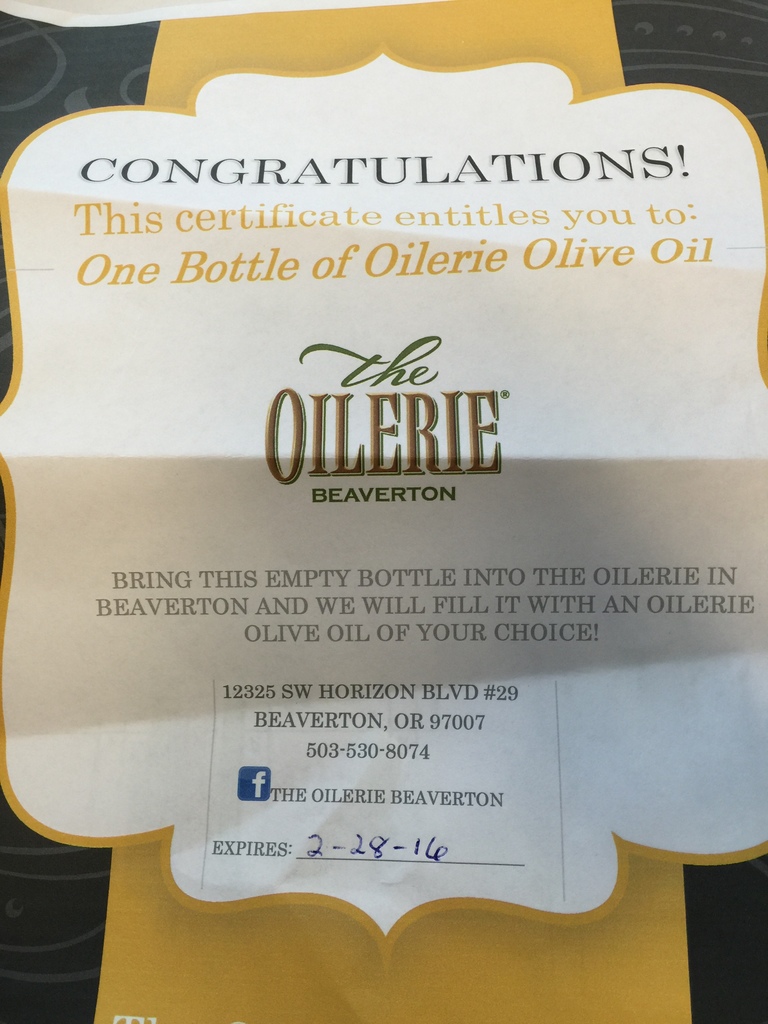 CONGRATULATIONS!
This certificate entitles you to:
One Bottle of Oilerie Olive Oil
the
OILERIE®
BEAVERTON
BRING THIS EMPTY BOTTLE INTO THE OILERIE IN
BEAVERTON AND WE WILL FILL IT WITH AN OILERIE
OLIVE OIL OF YOUR CHOICE!
12325 SW HORIZON BLVD #29
BEAVERTON, OR 97007
503-530-8074
f THE OILERIE BEAVERTON
EXPIRES: 2-28-16